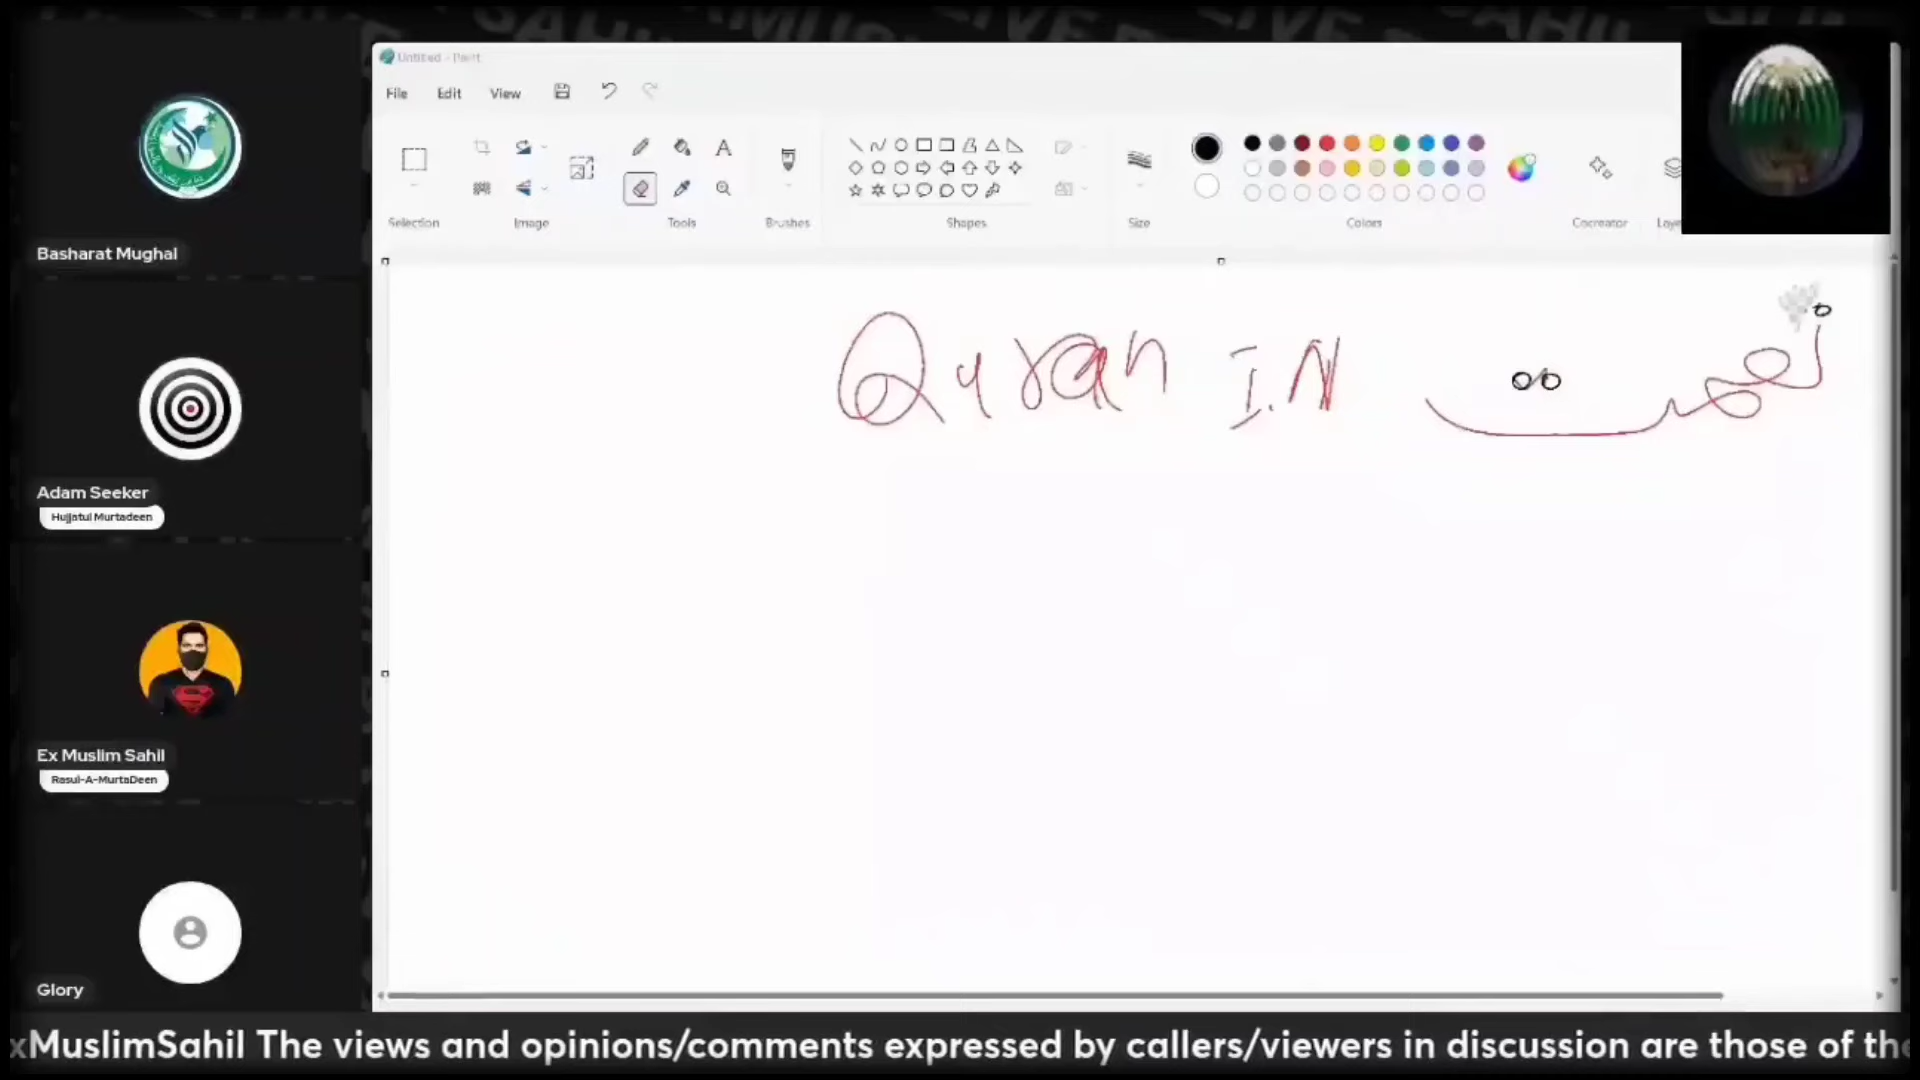 Untitled - Paint
File Edit View
Selection Image Tools Brushes Shapes Size Colors Cocreator
Basharat Mughal
Quran I.N
Adam Seeker
Hujjatul Murtadeen
Ex Muslim Sahil
Rasul-A-MurtaDeen
Glory
xMuslimSahil The views and opinions/comments expressed by callers/viewers in discussion are those of